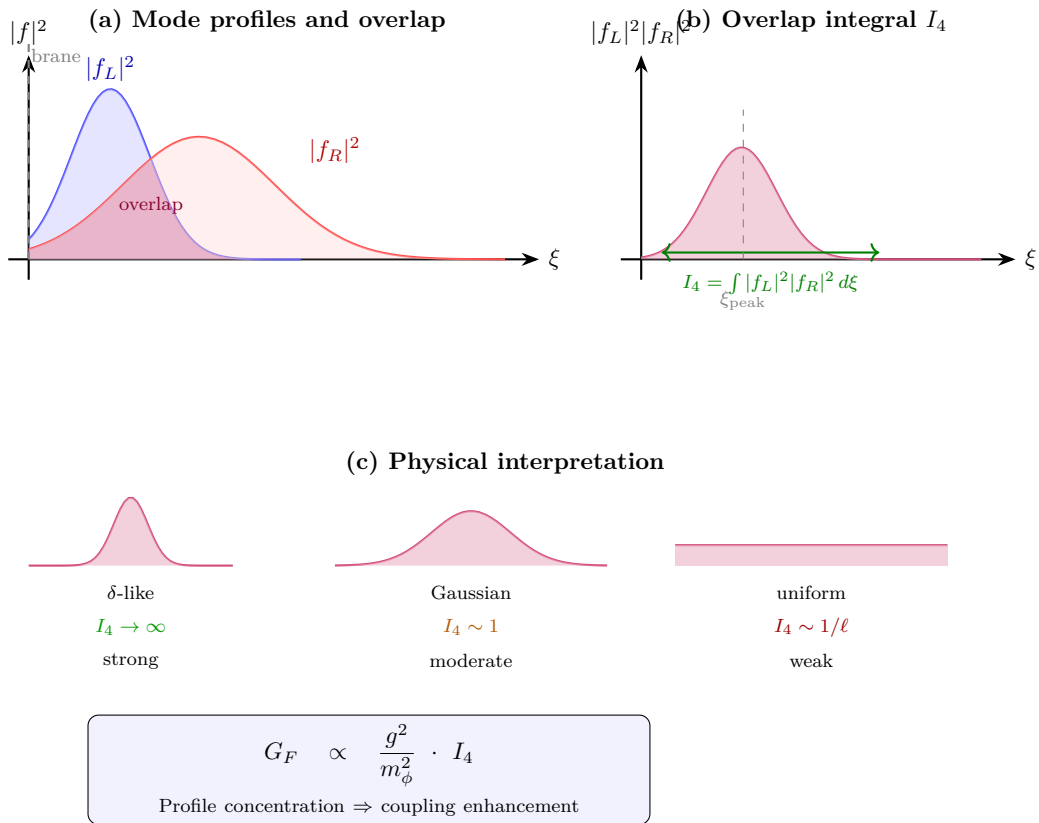 (a) Mode profiles and overlap
|f|²
brane
|f_L|²
|f_R|²
overlap
ξ
(b) Overlap integral I₄
|f_L|²|f_R|²
ξ
I₄ = ∫ |f_L|²|f_R|² dξ
ξ_peak
(c) Physical interpretation
δ-like
I₄ → ∞
strong
Gaussian
I₄ ∼ 1
moderate
uniform
I₄ ∼ 1/ℓ
weak
G_F ∝ g²/m_ϕ² · I₄
Profile concentration ⇒ coupling enhancement